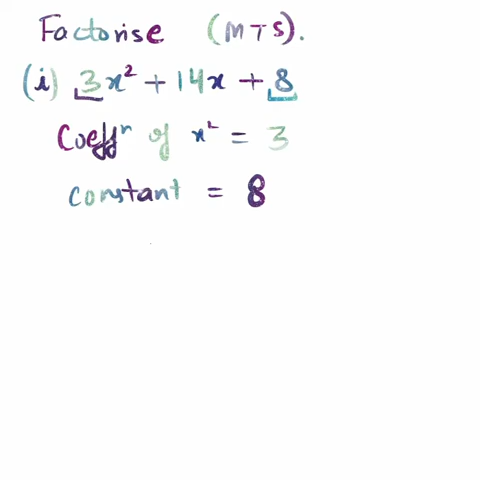 Factorise (MTS).
(i) 3x² + 14x + 8
Coeffⁿ of x² = 3
constant = 8